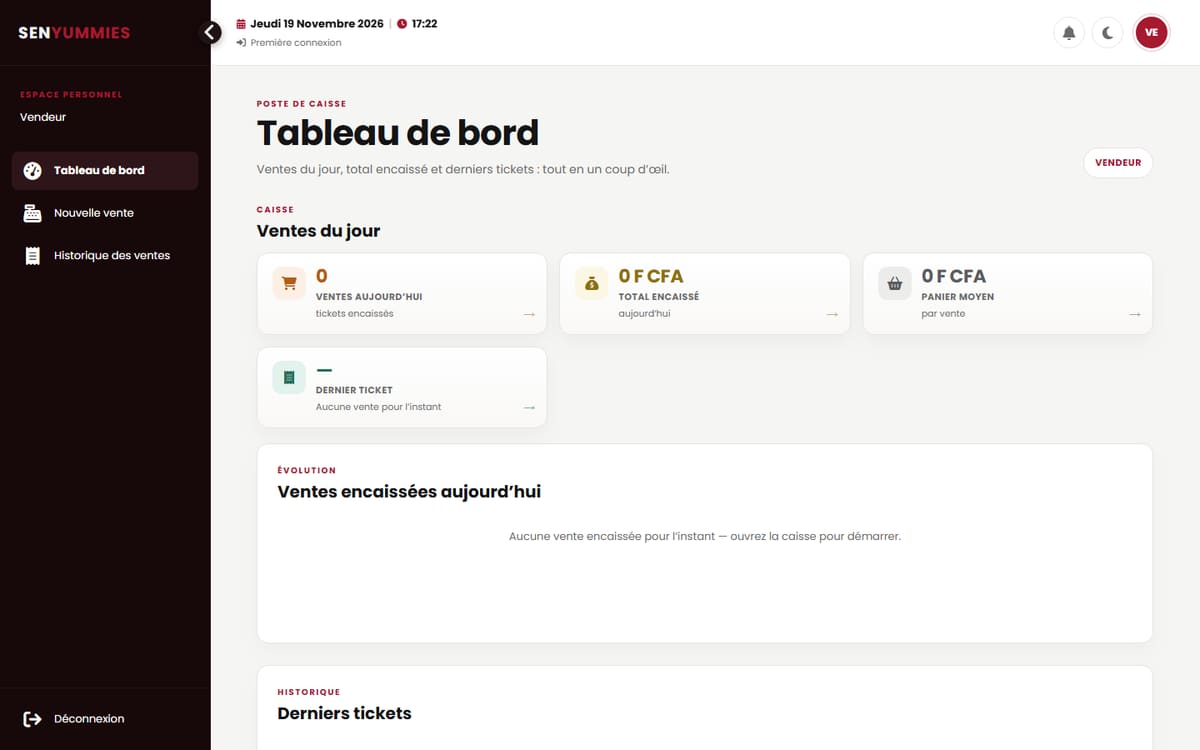 SENYUMMIES
Jeudi 19 Novembre 2026 | 17:22
Première connexion
VE
ESPACE PERSONNEL
Vendeur
Tableau de bord
Nouvelle vente
Historique des ventes
Déconnexion
POSTE DE CAISSE
Tableau de bord
Ventes du jour, total encaissé et derniers tickets : tout en un coup d’œil.
VENDEUR
CAISSE
Ventes du jour
0
VENTES AUJOURD’HUI
tickets encaissés →
0 F CFA
TOTAL ENCAISSÉ
aujourd’hui →
0 F CFA
PANIER MOYEN
par vente →
—
DERNIER TICKET
Aucune vente pour l’instant →
ÉVOLUTION
Ventes encaissées aujourd’hui
Aucune vente encaissée pour l’instant — ouvrez la caisse pour démarrer.
HISTORIQUE
Derniers tickets